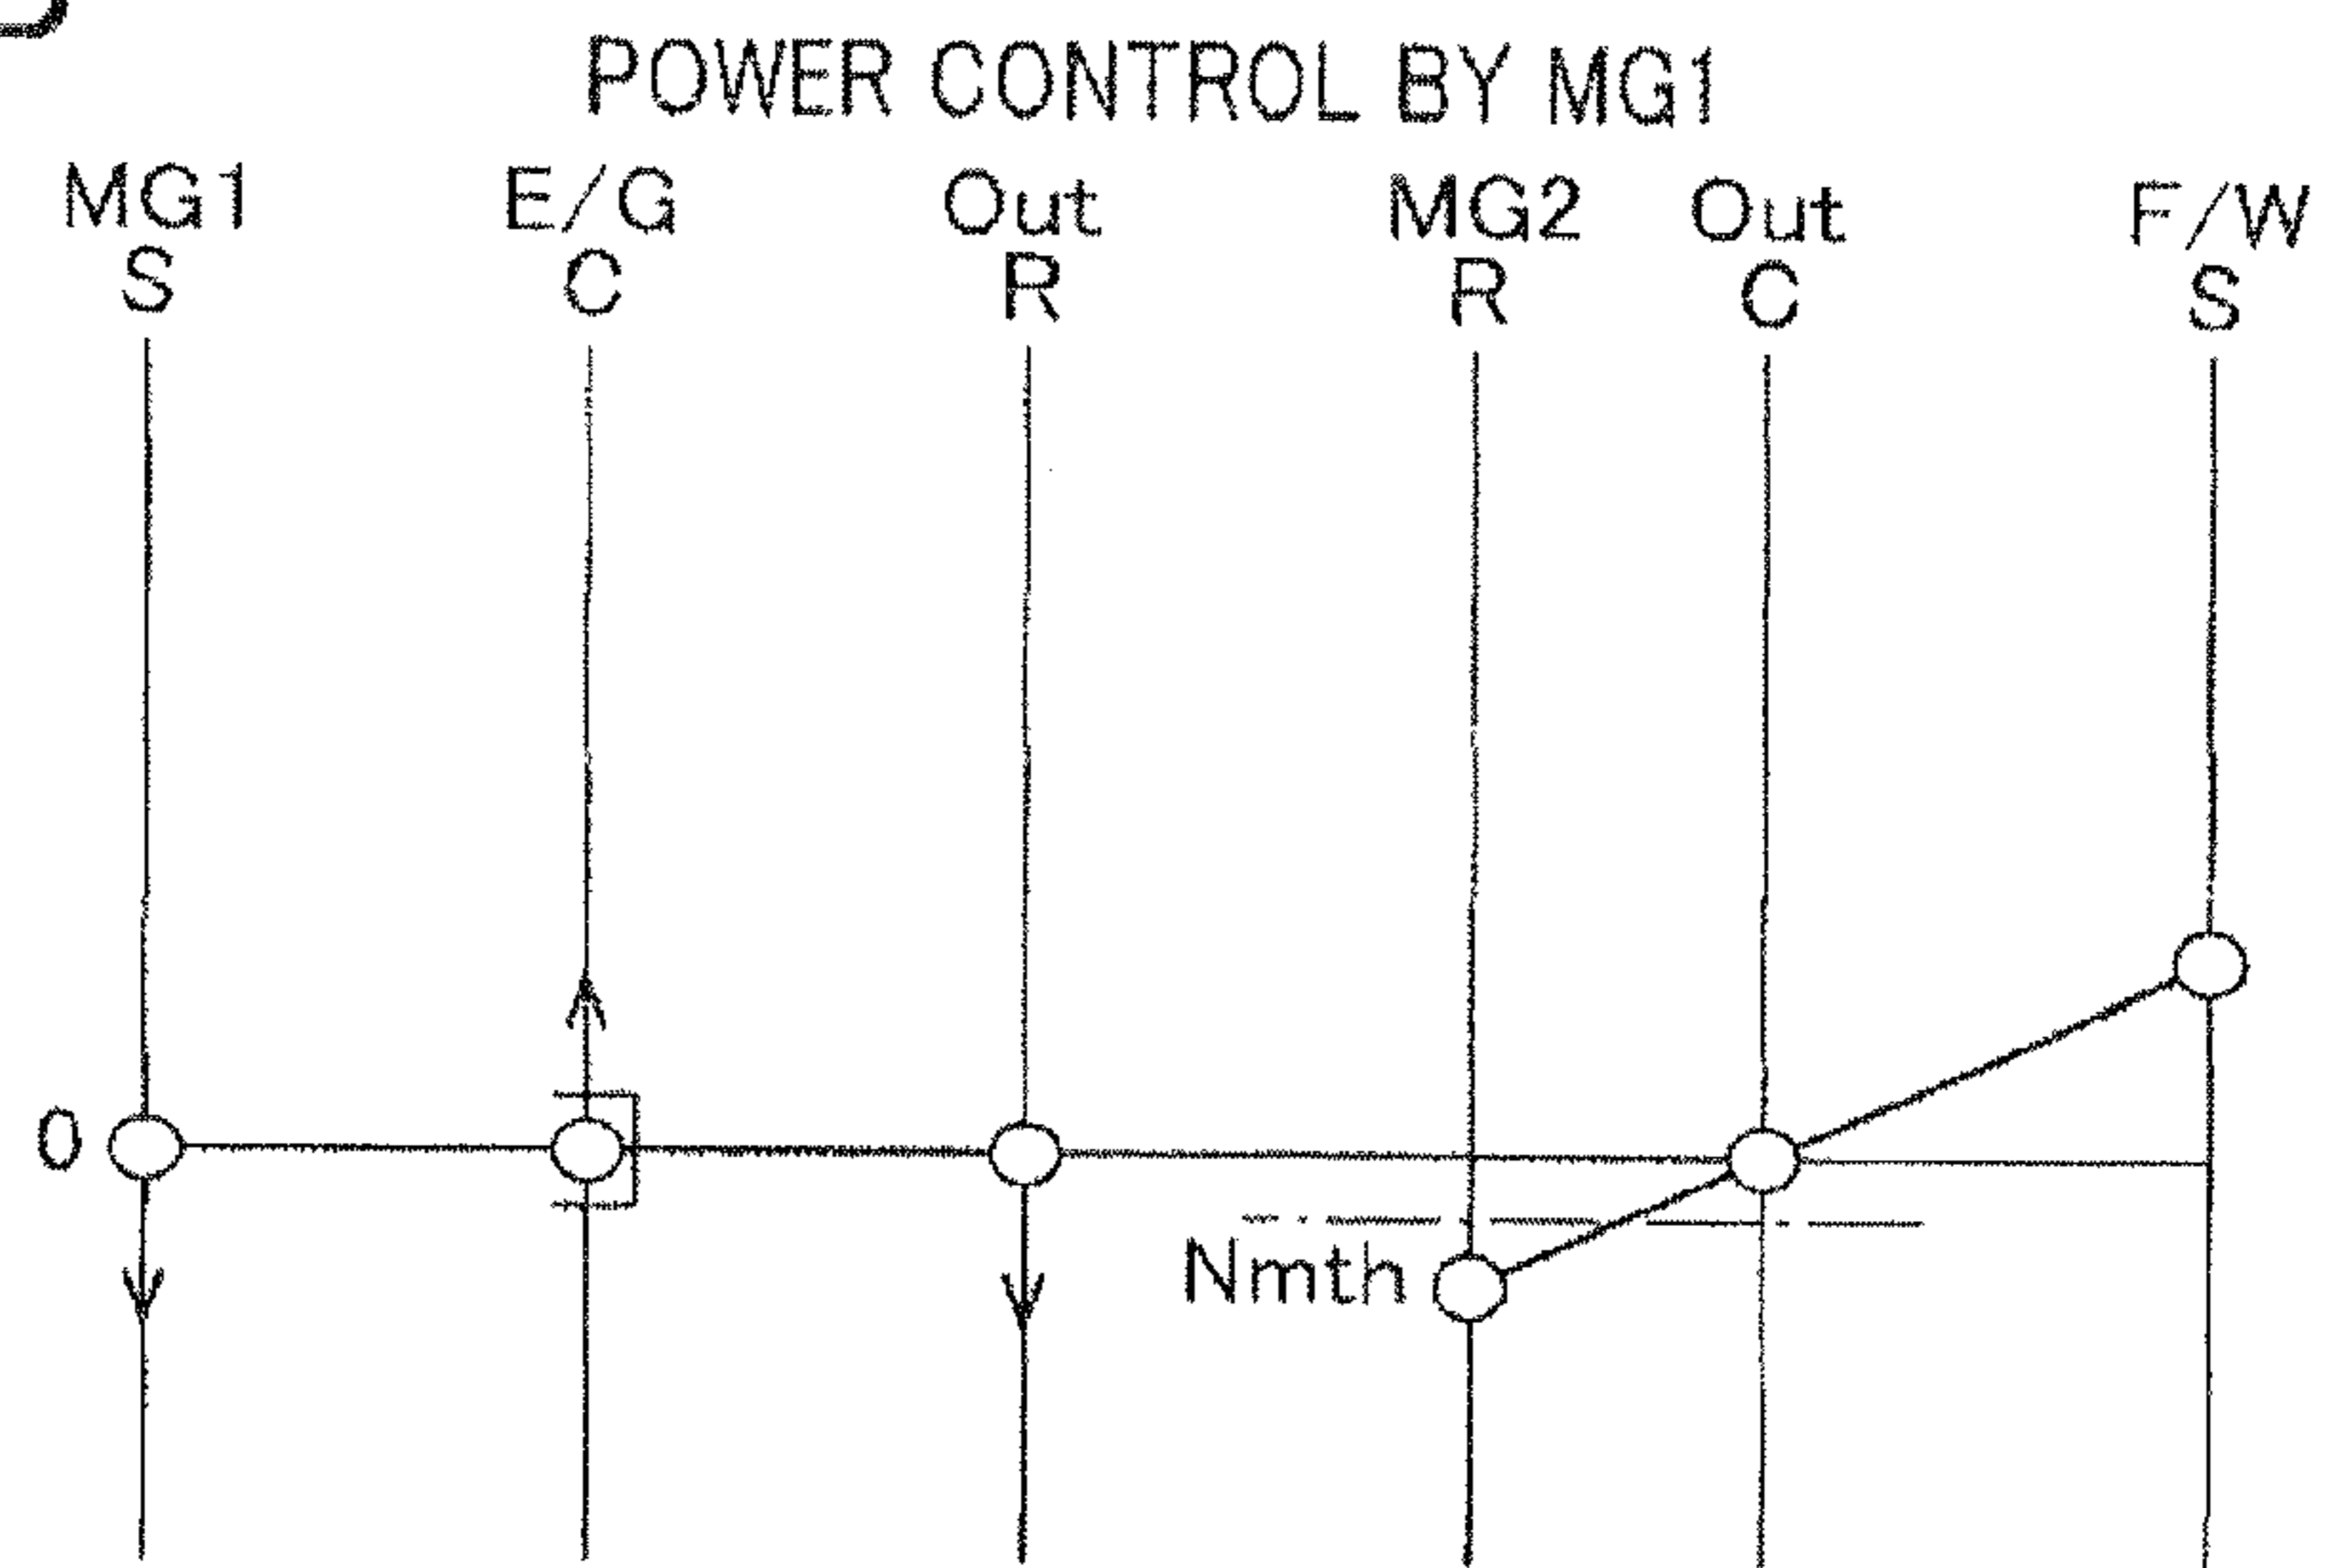 POWER CONTROL BY MG1
MG1 E/G Out MG2 Out F/W
S C R R C S
0
Nmth